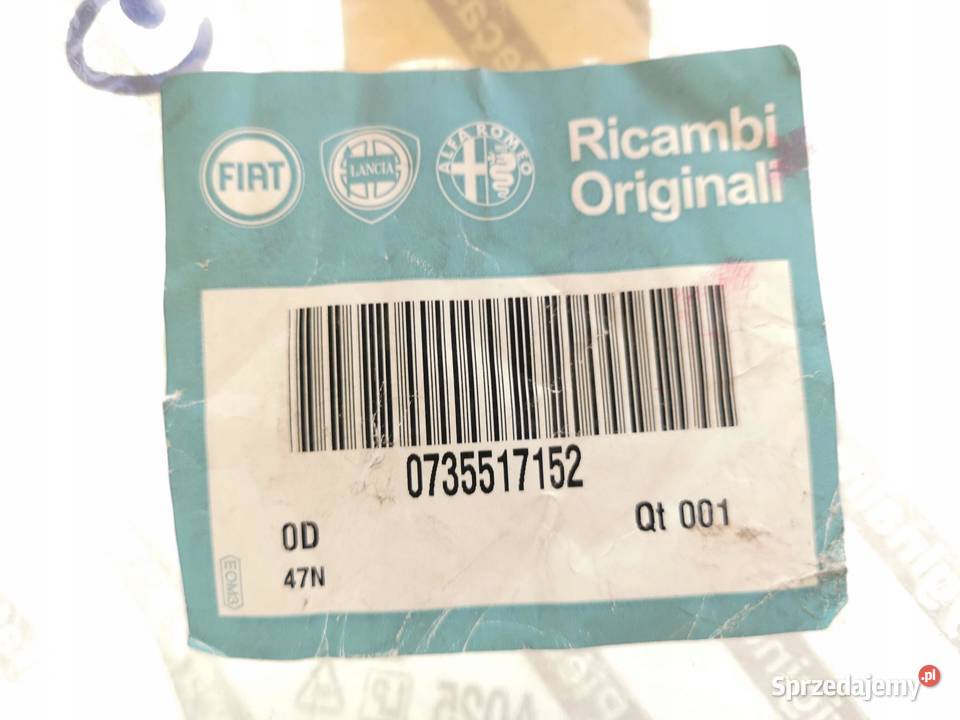 FIAT
LANCIA
ALFA ROMEO
Ricambi
Originali
0735517152
0D
Qt 001
47N
EOM3
Sprzedajemy.pl